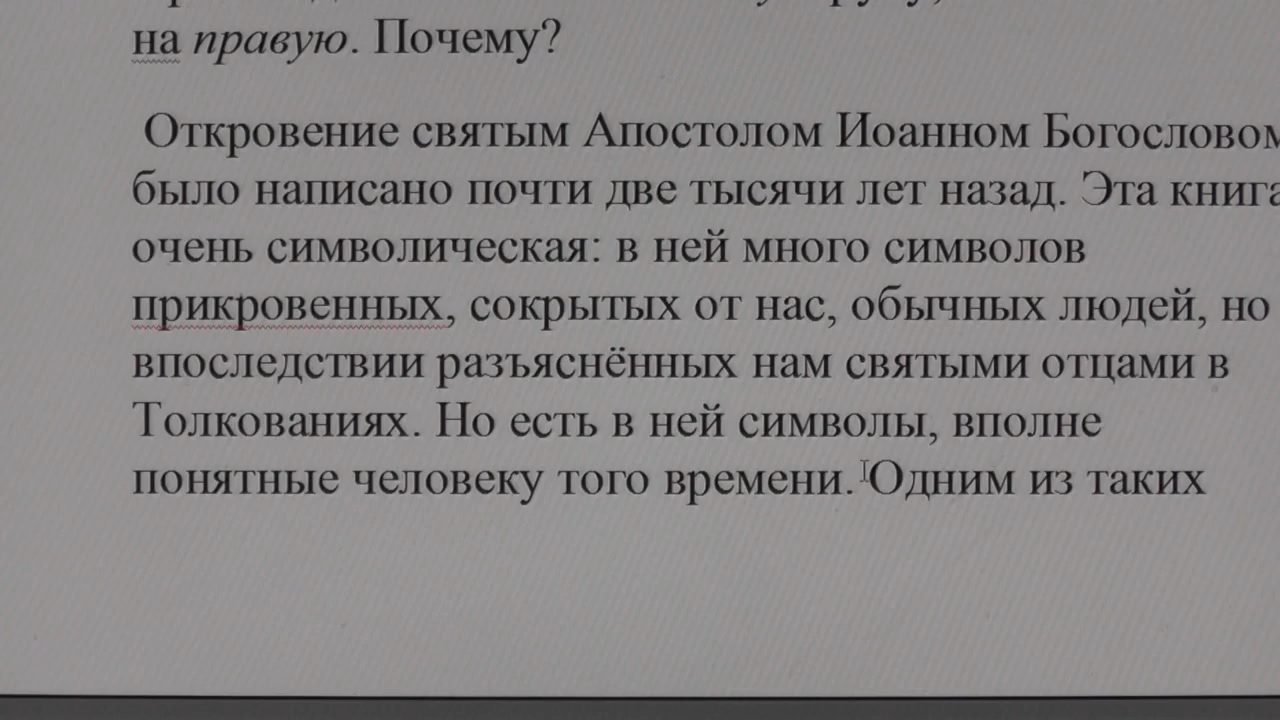 на правую. Почему?
Откровение святым Апостолом Иоанном Богословом
было написано почти две тысячи лет назад. Эта книга
очень символическая: в ней много символов
прикровенных, сокрытых от нас, обычных людей, но
впоследствии разъяснённых нам святыми отцами в
Толкованиях. Но есть в ней символы, вполне
понятные человеку того времени. Одним из таких